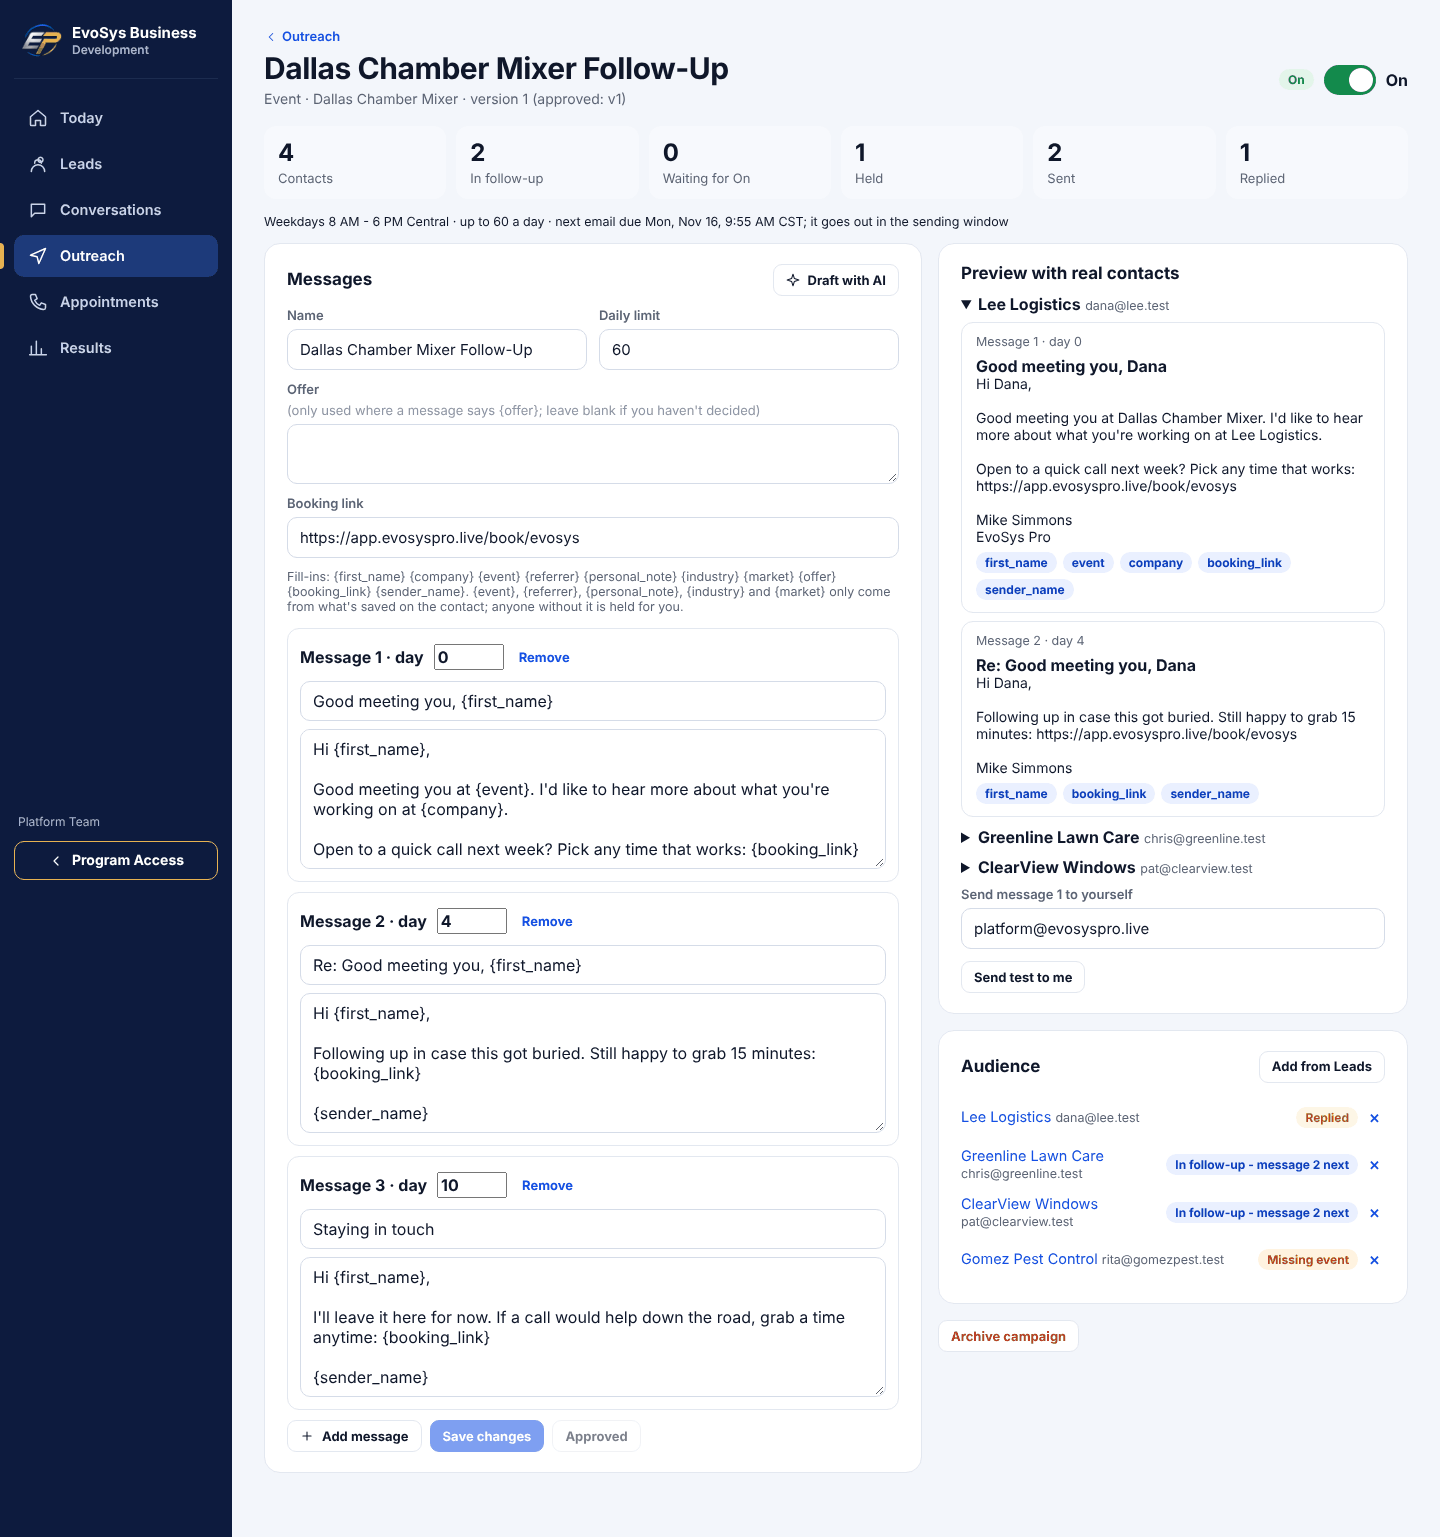 EvoSys Business
Development
Today
Leads
Conversations
Outreach
Appointments
Results
Platform Team
Program Access
Outreach
Dallas Chamber Mixer Follow-Up
Event · Dallas Chamber Mixer · version 1 (approved: v1)
On
On
4
Contacts
2
In follow-up
0
Waiting for On
1
Held
2
Sent
1
Replied
Weekdays 8 AM - 6 PM Central · up to 60 a day · next email due Mon, Nov 16, 9:55 AM CST; it goes out in the sending window
Messages
Draft with AI
Name
Daily limit
Dallas Chamber Mixer Follow-Up
60
Offer
(only used where a message says {offer}; leave blank if you haven't decided)
Booking link
https://app.evosyspro.live/book/evosys
Fill-ins: {first_name} {company} {event} {referrer} {personal_note} {industry} {market} {offer}
{booking_link} {sender_name}. {event}, {referrer}, {personal_note}, {industry} and {market} only come
from what's saved on the contact; anyone without it is held for you.
Message 1 · day 0 Remove
Good meeting you, {first_name}
Hi {first_name},
Good meeting you at {event}. I'd like to hear more about what you're
working on at {company}.
Open to a quick call next week? Pick any time that works: {booking_link}
Message 2 · day 4 Remove
Re: Good meeting you, {first_name}
Hi {first_name},
Following up in case this got buried. Still happy to grab 15 minutes:
{booking_link}
{sender_name}
Message 3 · day 10 Remove
Staying in touch
Hi {first_name},
I'll leave it here for now. If a call would help down the road, grab a time
anytime: {booking_link}
{sender_name}
Add message
Save changes
Approved
Preview with real contacts
Lee Logistics dana@lee.test
Message 1 · day 0
Good meeting you, Dana
Hi Dana,
Good meeting you at Dallas Chamber Mixer. I'd like to hear
more about what you're working on at Lee Logistics.
Open to a quick call next week? Pick any time that works:
https://app.evosyspro.live/book/evosys
Mike Simmons
EvoSys Pro
first_name event company booking_link
sender_name
Message 2 · day 4
Re: Good meeting you, Dana
Hi Dana,
Following up in case this got buried. Still happy to grab 15
minutes: https://app.evosyspro.live/book/evosys
Mike Simmons
first_name booking_link sender_name
Greenline Lawn Care chris@greenline.test
ClearView Windows pat@clearview.test
Send message 1 to yourself
platform@evosyspro.live
Send test to me
Audience
Add from Leads
Lee Logistics dana@lee.test Replied
Greenline Lawn Care
chris@greenline.test
In follow-up - message 2 next
ClearView Windows
pat@clearview.test
In follow-up - message 2 next
Gomez Pest Control rita@gomezpest.test Missing event
Archive campaign